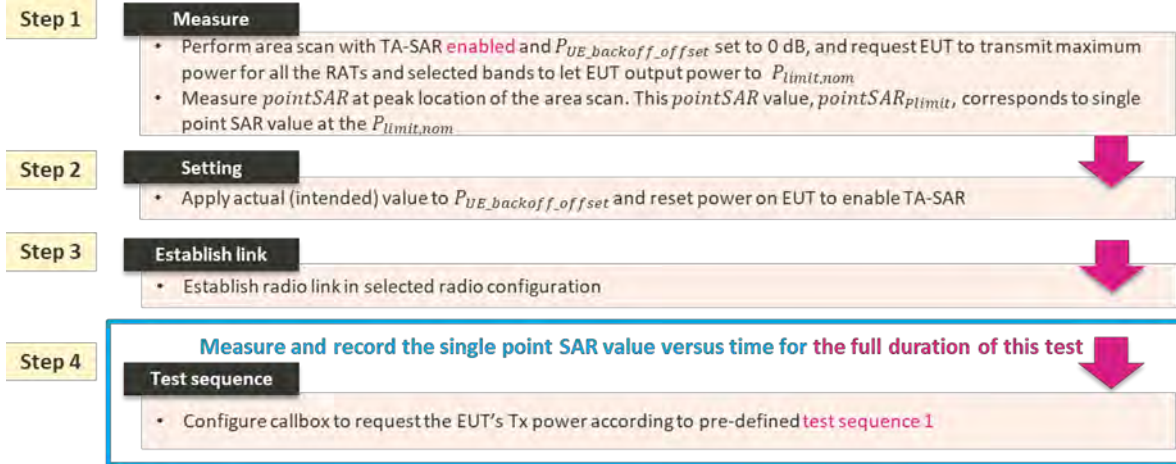 Step 1
Measure
• Perform area scan with TA-SAR enabled and P_UE_backoff_offset set to 0 dB, and request EUT to transmit maximum
power for all the RATs and selected bands to let EUT output power to P_limit,nom
• Measure pointSAR at peak location of the area scan. This pointSAR value, pointSAR_Plimit, corresponds to single
point SAR value at the P_limit,nom
Step 2
Setting
• Apply actual (intended) value to P_UE_backoff_offset and reset power on EUT to enable TA-SAR
Step 3
Establish link
• Establish radio link in selected radio configuration
Measure and record the single point SAR value versus time for the full duration of this test
Step 4
Test sequence
• Configure callbox to request the EUT's Tx power according to pre-defined test sequence 1